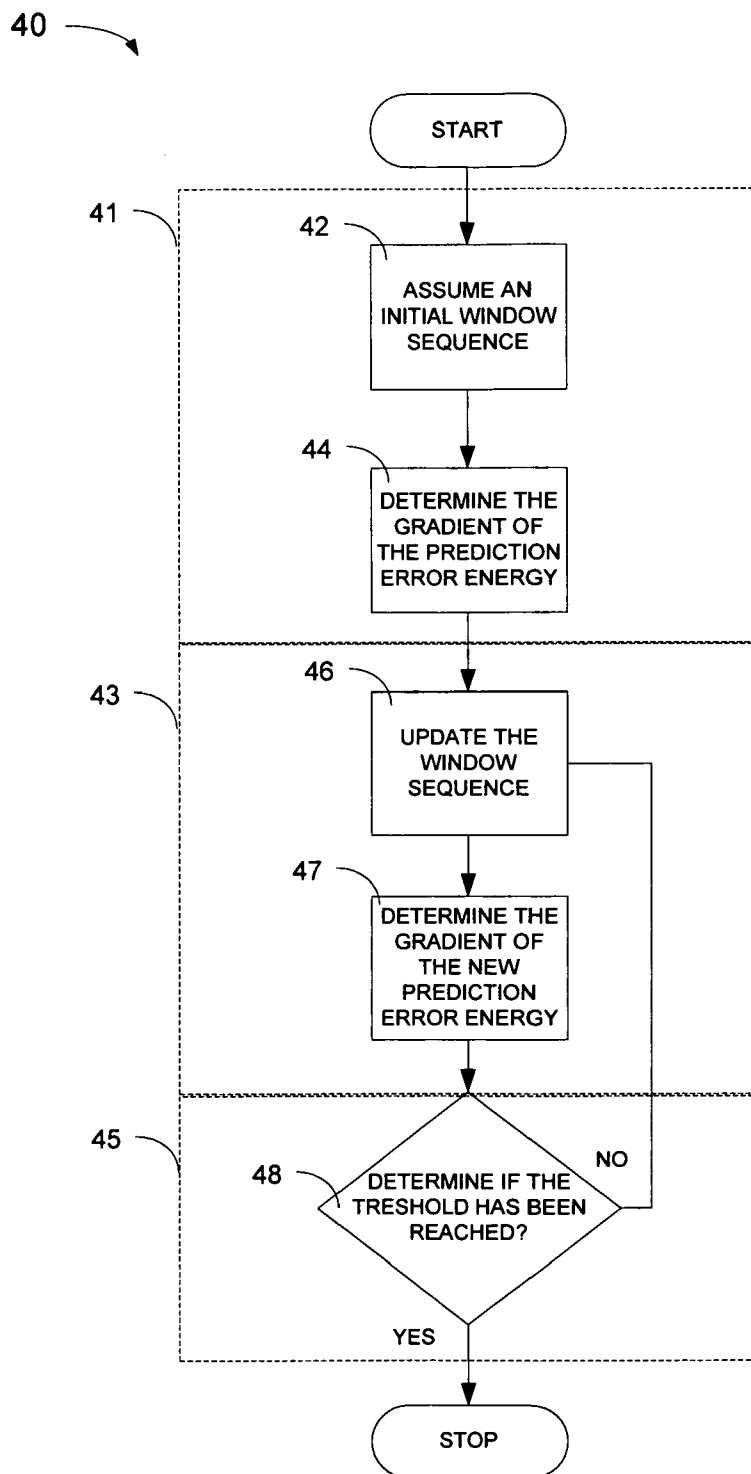 40
START
41
42
ASSUME AN
INITIAL WINDOW
SEQUENCE
44
DETERMINE THE
GRADIENT OF
THE PREDICTION
ERROR ENERGY
43
46
UPDATE THE
WINDOW
SEQUENCE
47
DETERMINE THE
GRADIENT OF
THE NEW
PREDICTION
ERROR ENERGY
45
48
DETERMINE IF THE
TRESHOLD HAS BEEN
REACHED?
NO
YES
STOP